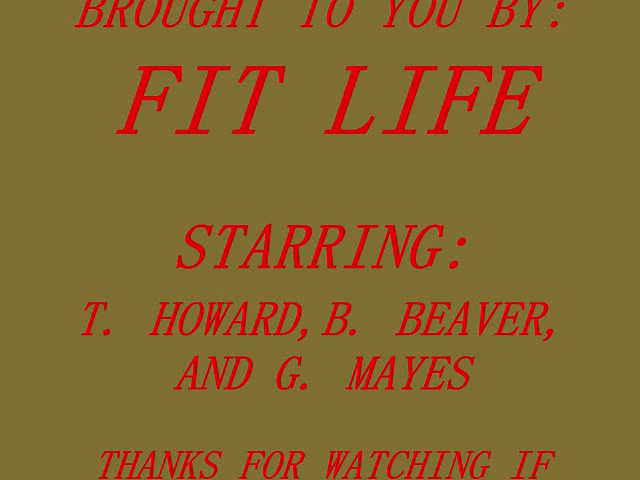 BROUGHT TO YOU BY:
FIT LIFE
STARRING:
T. HOWARD, B. BEAVER,
AND G. MAYES
THANKS FOR WATCHING IF